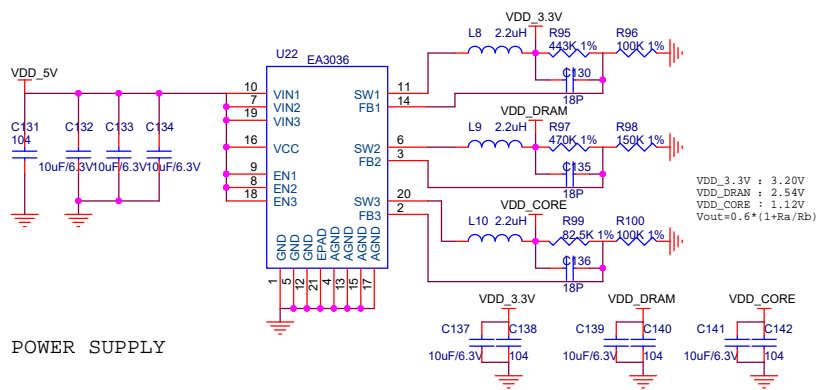 VDD_3.3V
L8 2.2uH R95 R96
443K 1% 100K 1%
U22 EA3036
VDD_5V
10 VIN1 SW1 11
7 VIN2 FB1 14
19 VIN3
C130
18P
VDD_DRAM
C131 C132 C133 C134
104
10uF/6.3V 10uF/6.3V 10uF/6.3V
16 VCC SW2 6
FB2 3
L9 2.2uH R97 R98
470K 1% 150K 1%
C135
18P
9 EN1
8 EN2
18 EN3
SW3 20
FB3 2
VDD_CORE
L10 2.2uH R99 R100
82.5K 1% 100K 1%
C136
18P
VDD_3.3V : 3.20V
VDD_DRAN : 2.54V
VDD_CORE : 1.12V
Vout=0.6*(1+Ra/Rb)
GND GND GND EPAD AGND AGND AGND AGND
1 5 12 21 4 13 15 17
VDD_3.3V VDD_DRAM VDD_CORE
C137 C138 C139 C140 C141 C142
10uF/6.3V 104 10uF/6.3V 104 10uF/6.3V 104
POWER SUPPLY